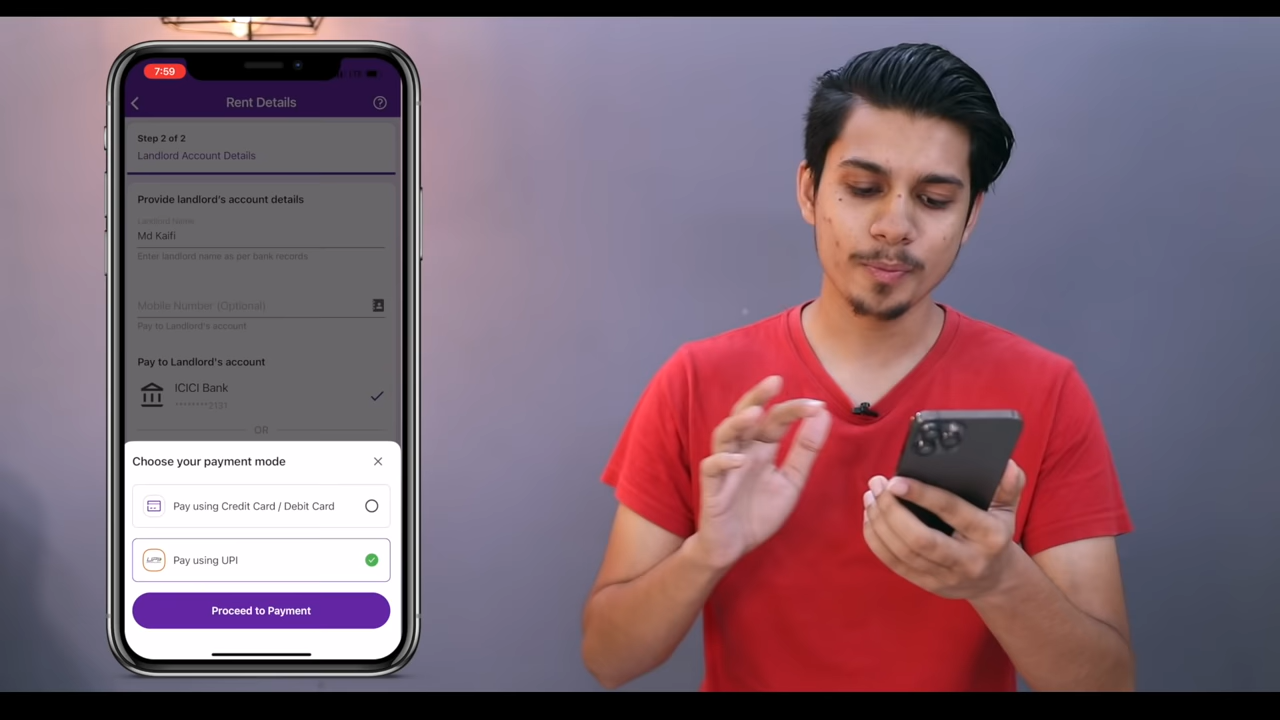 7:59
Rent Details
Step 2 of 2
Landlord Account Details
Provide landlord's account details
Landlord Name
Md Kaifi
Enter landlord name as per bank records
Mobile Number (Optional)
Pay to Landlord's account
Pay to Landlord's account
ICICI Bank
********2131
OR
Choose your payment mode
Pay using Credit Card / Debit Card
UPI
Pay using UPI
Proceed to Payment